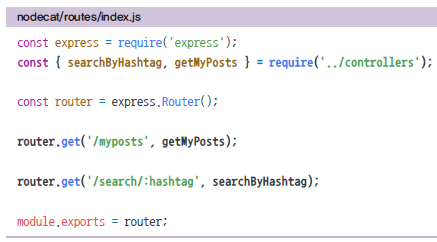 nodecat/routes/index.js
const express = require('express');
const { searchByHashtag, getMyPosts } = require('../controllers');
const router = express.Router();
router.get('/myposts', getMyPosts);
router.get('/search/:hashtag', searchByHashtag);
module.exports = router;